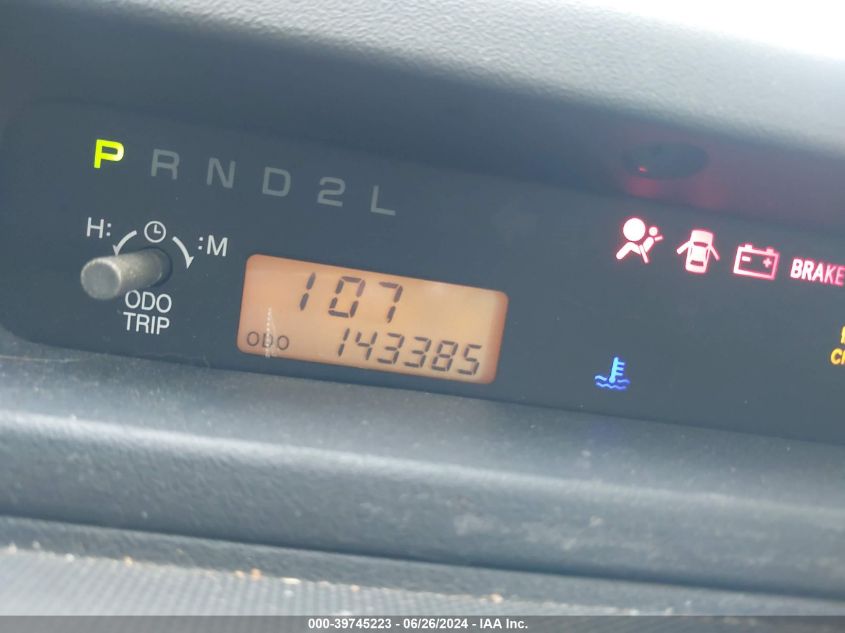 P R N D 2 L
H: :M
ODO
TRIP
107
ODO 143385
BRAKE
000-39745223 - 06/26/2024 - IAA Inc.